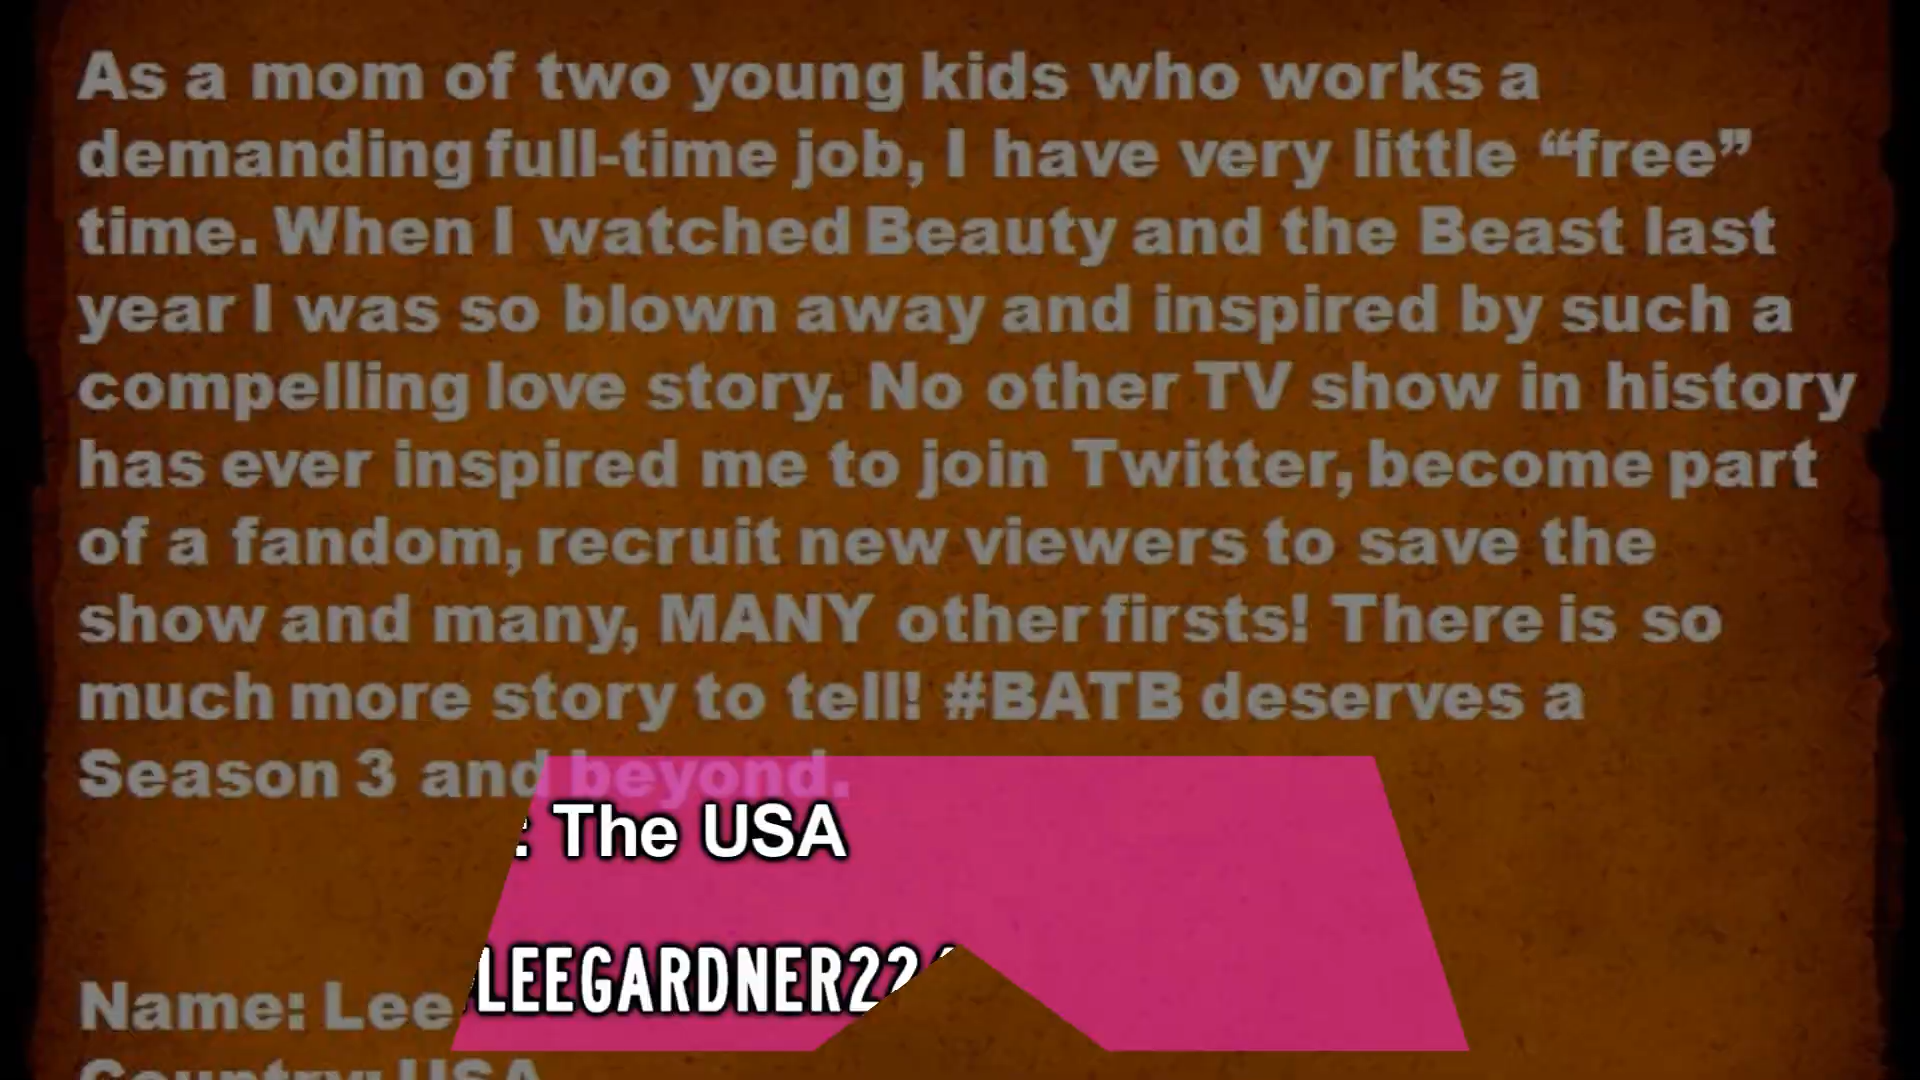 As a mom of two young kids who works a
demanding full-time job, I have very little “free”
time. When I watched Beauty and the Beast last
year I was so blown away and inspired by such a
compelling love story. No other TV show in history
has ever inspired me to join Twitter, become part
of a fandom, recruit new viewers to save the
show and many, MANY other firsts! There is so
much more story to tell! #BATB deserves a
Season 3 and beyond.
: The USA
LEEGARDNER22
Name: Lee
Country: USA